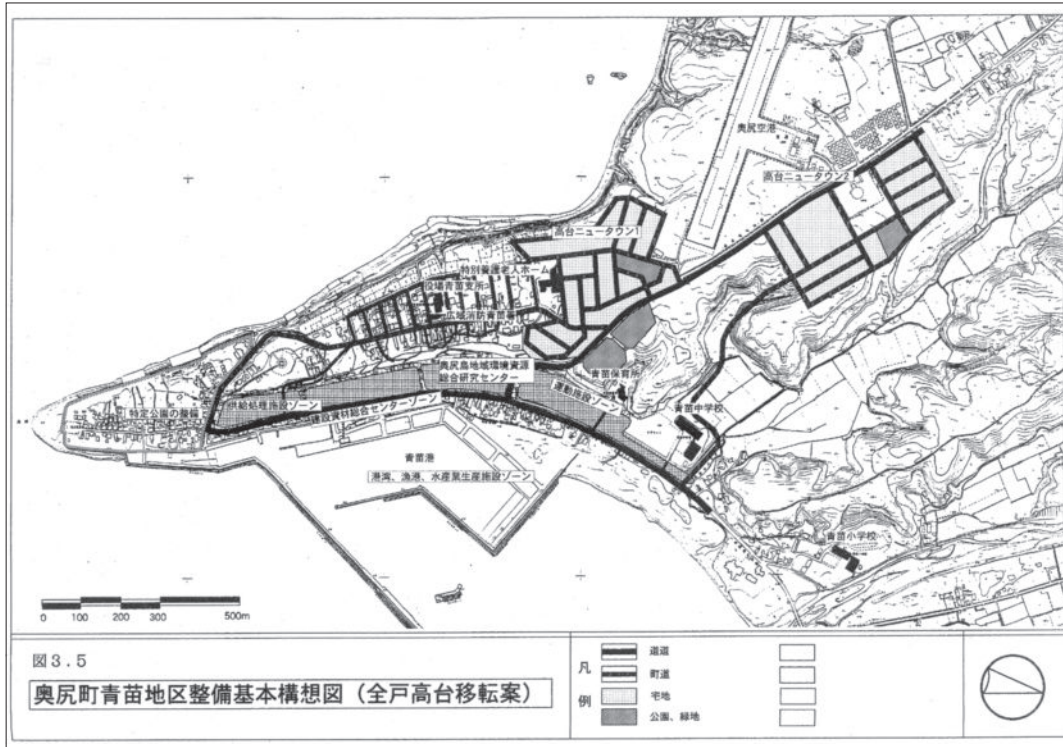 奥尻空港
高台ニュータウン2
高台ニュータウン1
特別養護老人ホーム
役場青苗支所
広域消防青苗署
奥尻島地域環境資源
総合研究センター
青苗保育所
運動施設ゾーン
青苗中学校
特定公園の整備
供給処理施設ゾーン
建設資材総合センターゾーン
青苗港
港湾、漁港、水産業生産施設ゾーン
青苗小学校
0 100 200 300 500m
図3.5
奥尻町青苗地区整備基本構想図（全戸高台移転案）
凡例
道道
町道
宅地
公園、緑地